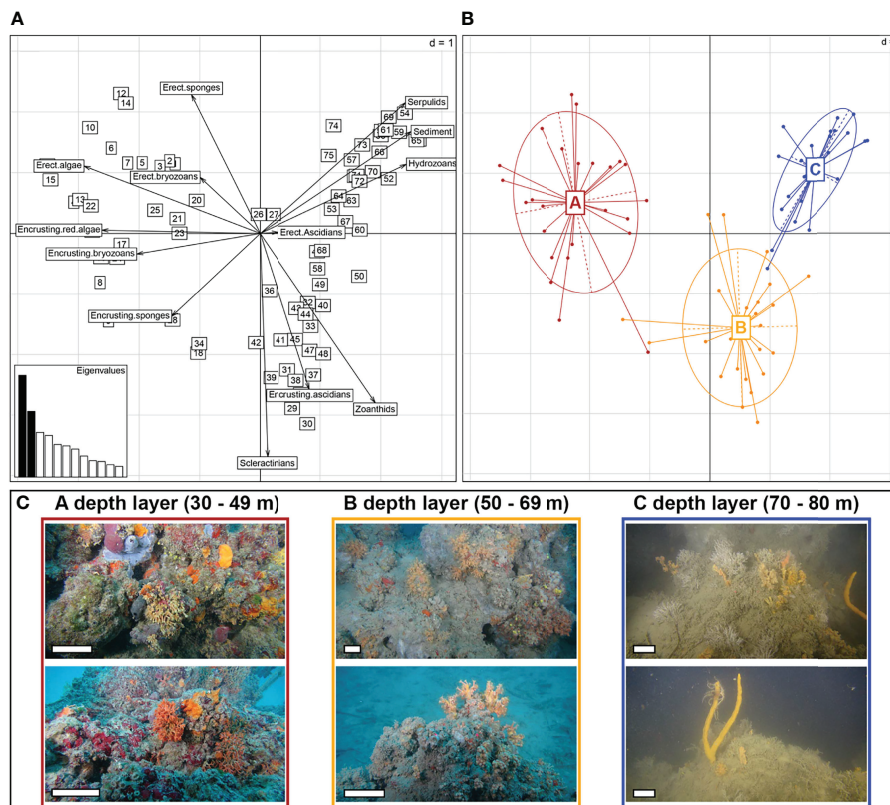 A
d = 1
12
14
Erect.sponges
Serpulids
69
54
10
74
61
59
Sediment
65
6
73
66
75
57
7
5
3
2
Hydrozoans
Erect.algae
70
72
52
15
Erect.bryozoans
64
63
13
22
20
53
25
21
26
27
67
60
Encrusting.red.algae
23
Erect.Ascidians
17
Encrusting.bryozoans
68
58
50
8
49
36
40
Encrusting.sponges
44
33
34
18
42
45
47
48
31
39
38
37
Ercrusting.ascidians
29
Zoanthids
30
Scleractirians
Eigenvalues
B
d =
A
C
B
C
A depth layer (30 - 49 m)
B depth layer (50 - 69 m)
C depth layer (70 - 80 m)